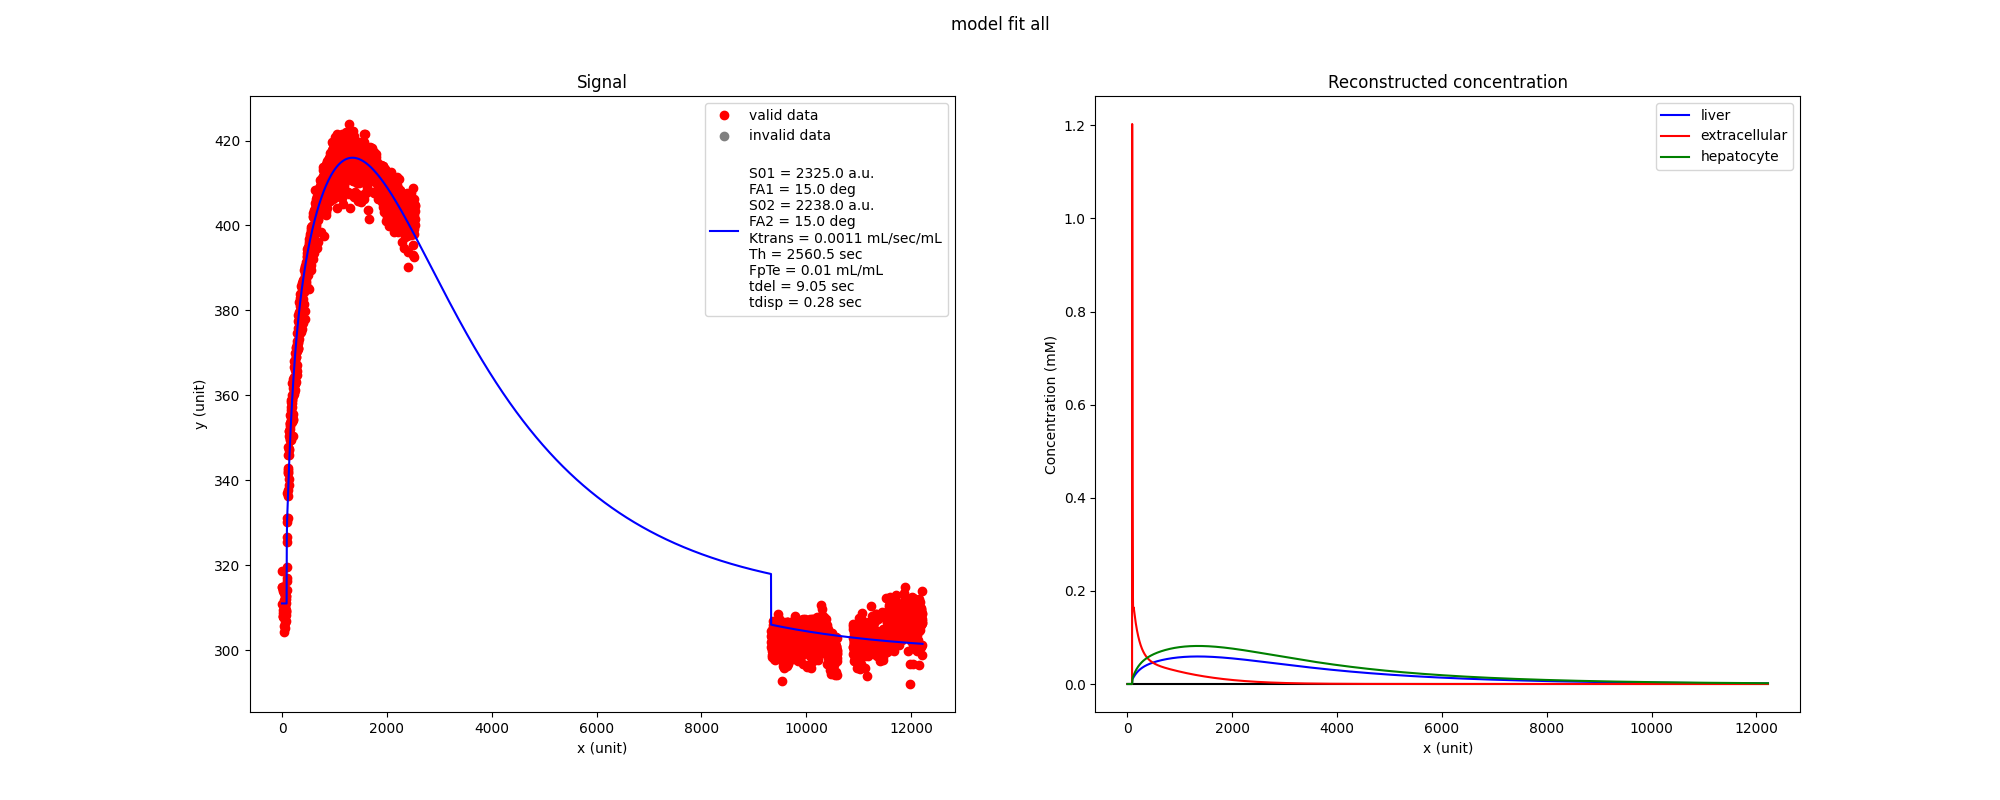 model fit all
Signal
420
400
380
360
340
320
300
y (unit)
0
2000
4000
6000
8000
10000
12000
x (unit)
valid data
invalid data
S01 = 2325.0 a.u.
FA1 = 15.0 deg
S02 = 2238.0 a.u.
FA2 = 15.0 deg
Ktrans = 0.0011 mL/sec/mL
Th = 2560.5 sec
FpTe = 0.01 mL/mL
tdel = 9.05 sec
tdisp = 0.28 sec
Reconstructed concentration
1.2
1.0
0.8
0.6
0.4
0.2
0.0
Concentration (mM)
0
2000
4000
6000
8000
10000
12000
x (unit)
liver
extracellular
hepatocyte